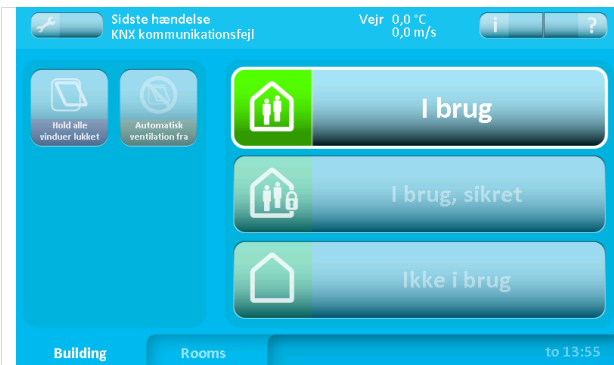 Sidste hændelse
KNX kommunikationsfejl
Vejr 0,0 °C
0,0 m/s
i
?
Hold alle
vinduer lukket
Automatisk
ventilation fra
I brug
I brug, sikret
Ikke i brug
Building
Rooms
to 13:55